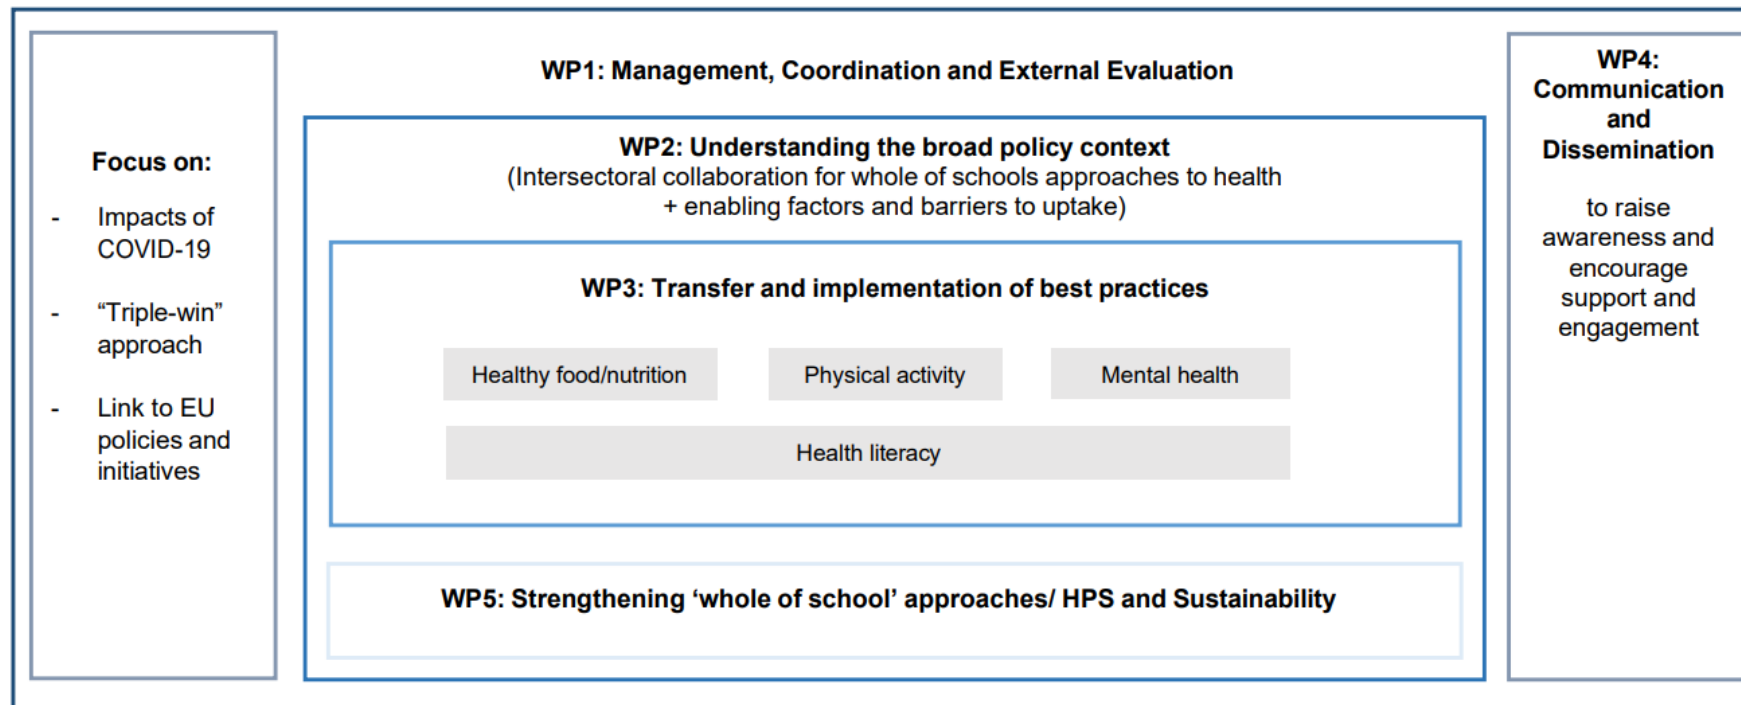 WP1: Management, Coordination and External Evaluation
Focus on:
- Impacts of
COVID-19
- “Triple-win”
approach
- Link to EU
policies and
initiatives
WP2: Understanding the broad policy context
(Intersectoral collaboration for whole of schools approaches to health
+ enabling factors and barriers to uptake)
WP3: Transfer and implementation of best practices
Healthy food/nutrition
Physical activity
Mental health
Health literacy
WP5: Strengthening ‘whole of school’ approaches/ HPS and Sustainability
WP4:
Communication
and
Dissemination
to raise
awareness and
encourage
support and
engagement